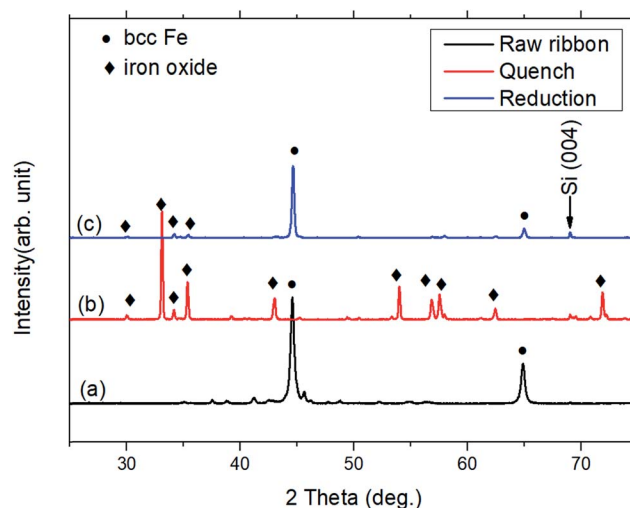 ● bcc Fe
◆ iron oxide
Raw ribbon
Quench
Reduction
Si (004)
(c)
(b)
(a)
Intensity(arb. unit)
30 40 50 60 70
2 Theta (deg.)